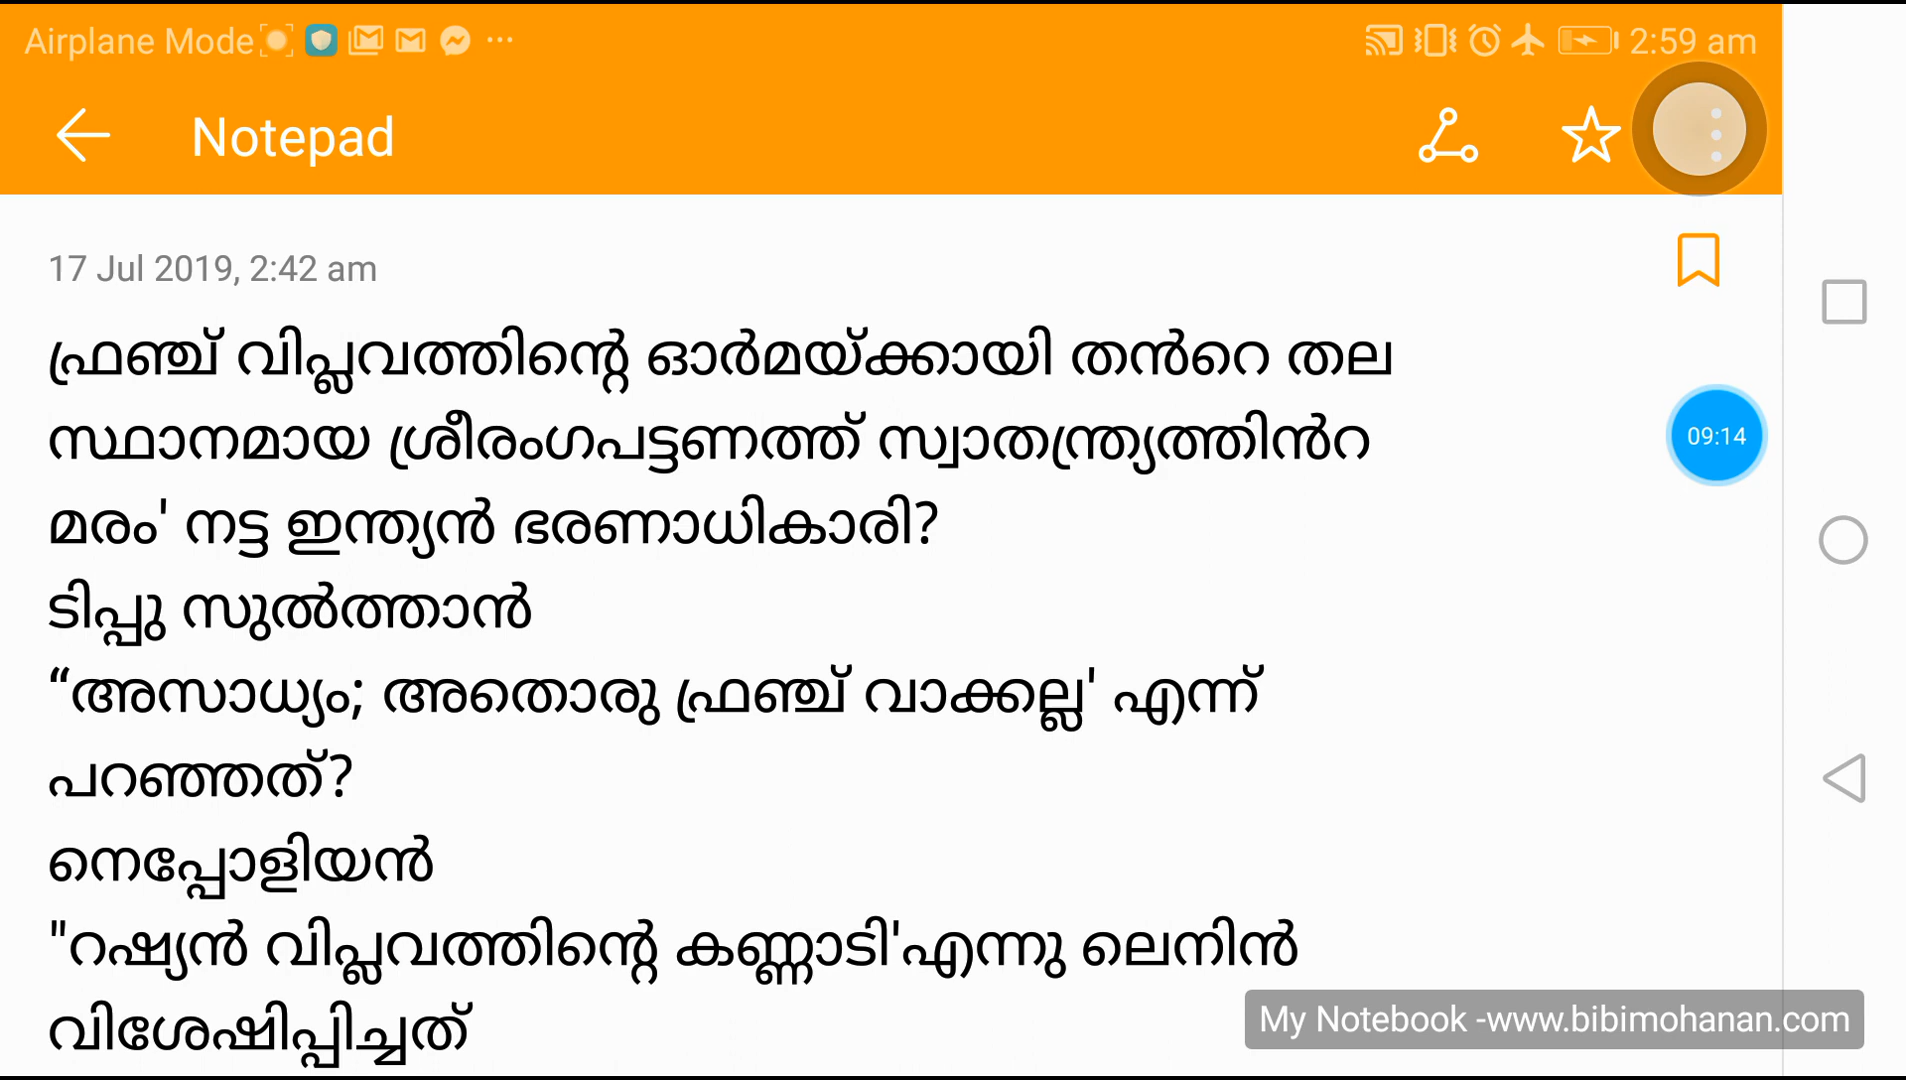 Airplane Mode
2:59 am
Notepad
17 Jul 2019, 2:42 am
ഫ്രഞ്ച് വിപ്ലവത്തിന്റെ ഓർമയ്ക്കായി തൻറെ തല
സ്ഥാനമായ ശ്രീരംഗപട്ടണത്ത് സ്വാതന്ത്ര്യത്തിൻറ
09:14
മരം' നട്ട ഇന്ത്യൻ ഭരണാധികാരി?
ടിപ്പു സുൽത്താൻ
“അസാധ്യം; അതൊരു ഫ്രഞ്ച് വാക്കല്ല' എന്ന്
പറഞ്ഞത്?
നെപ്പോളിയൻ
"റഷ്യൻ വിപ്ലവത്തിന്റെ കണ്ണാടി'എന്നു ലെനിൻ
വിശേഷിപ്പിച്ചത്
My Notebook -www.bibimohanan.com